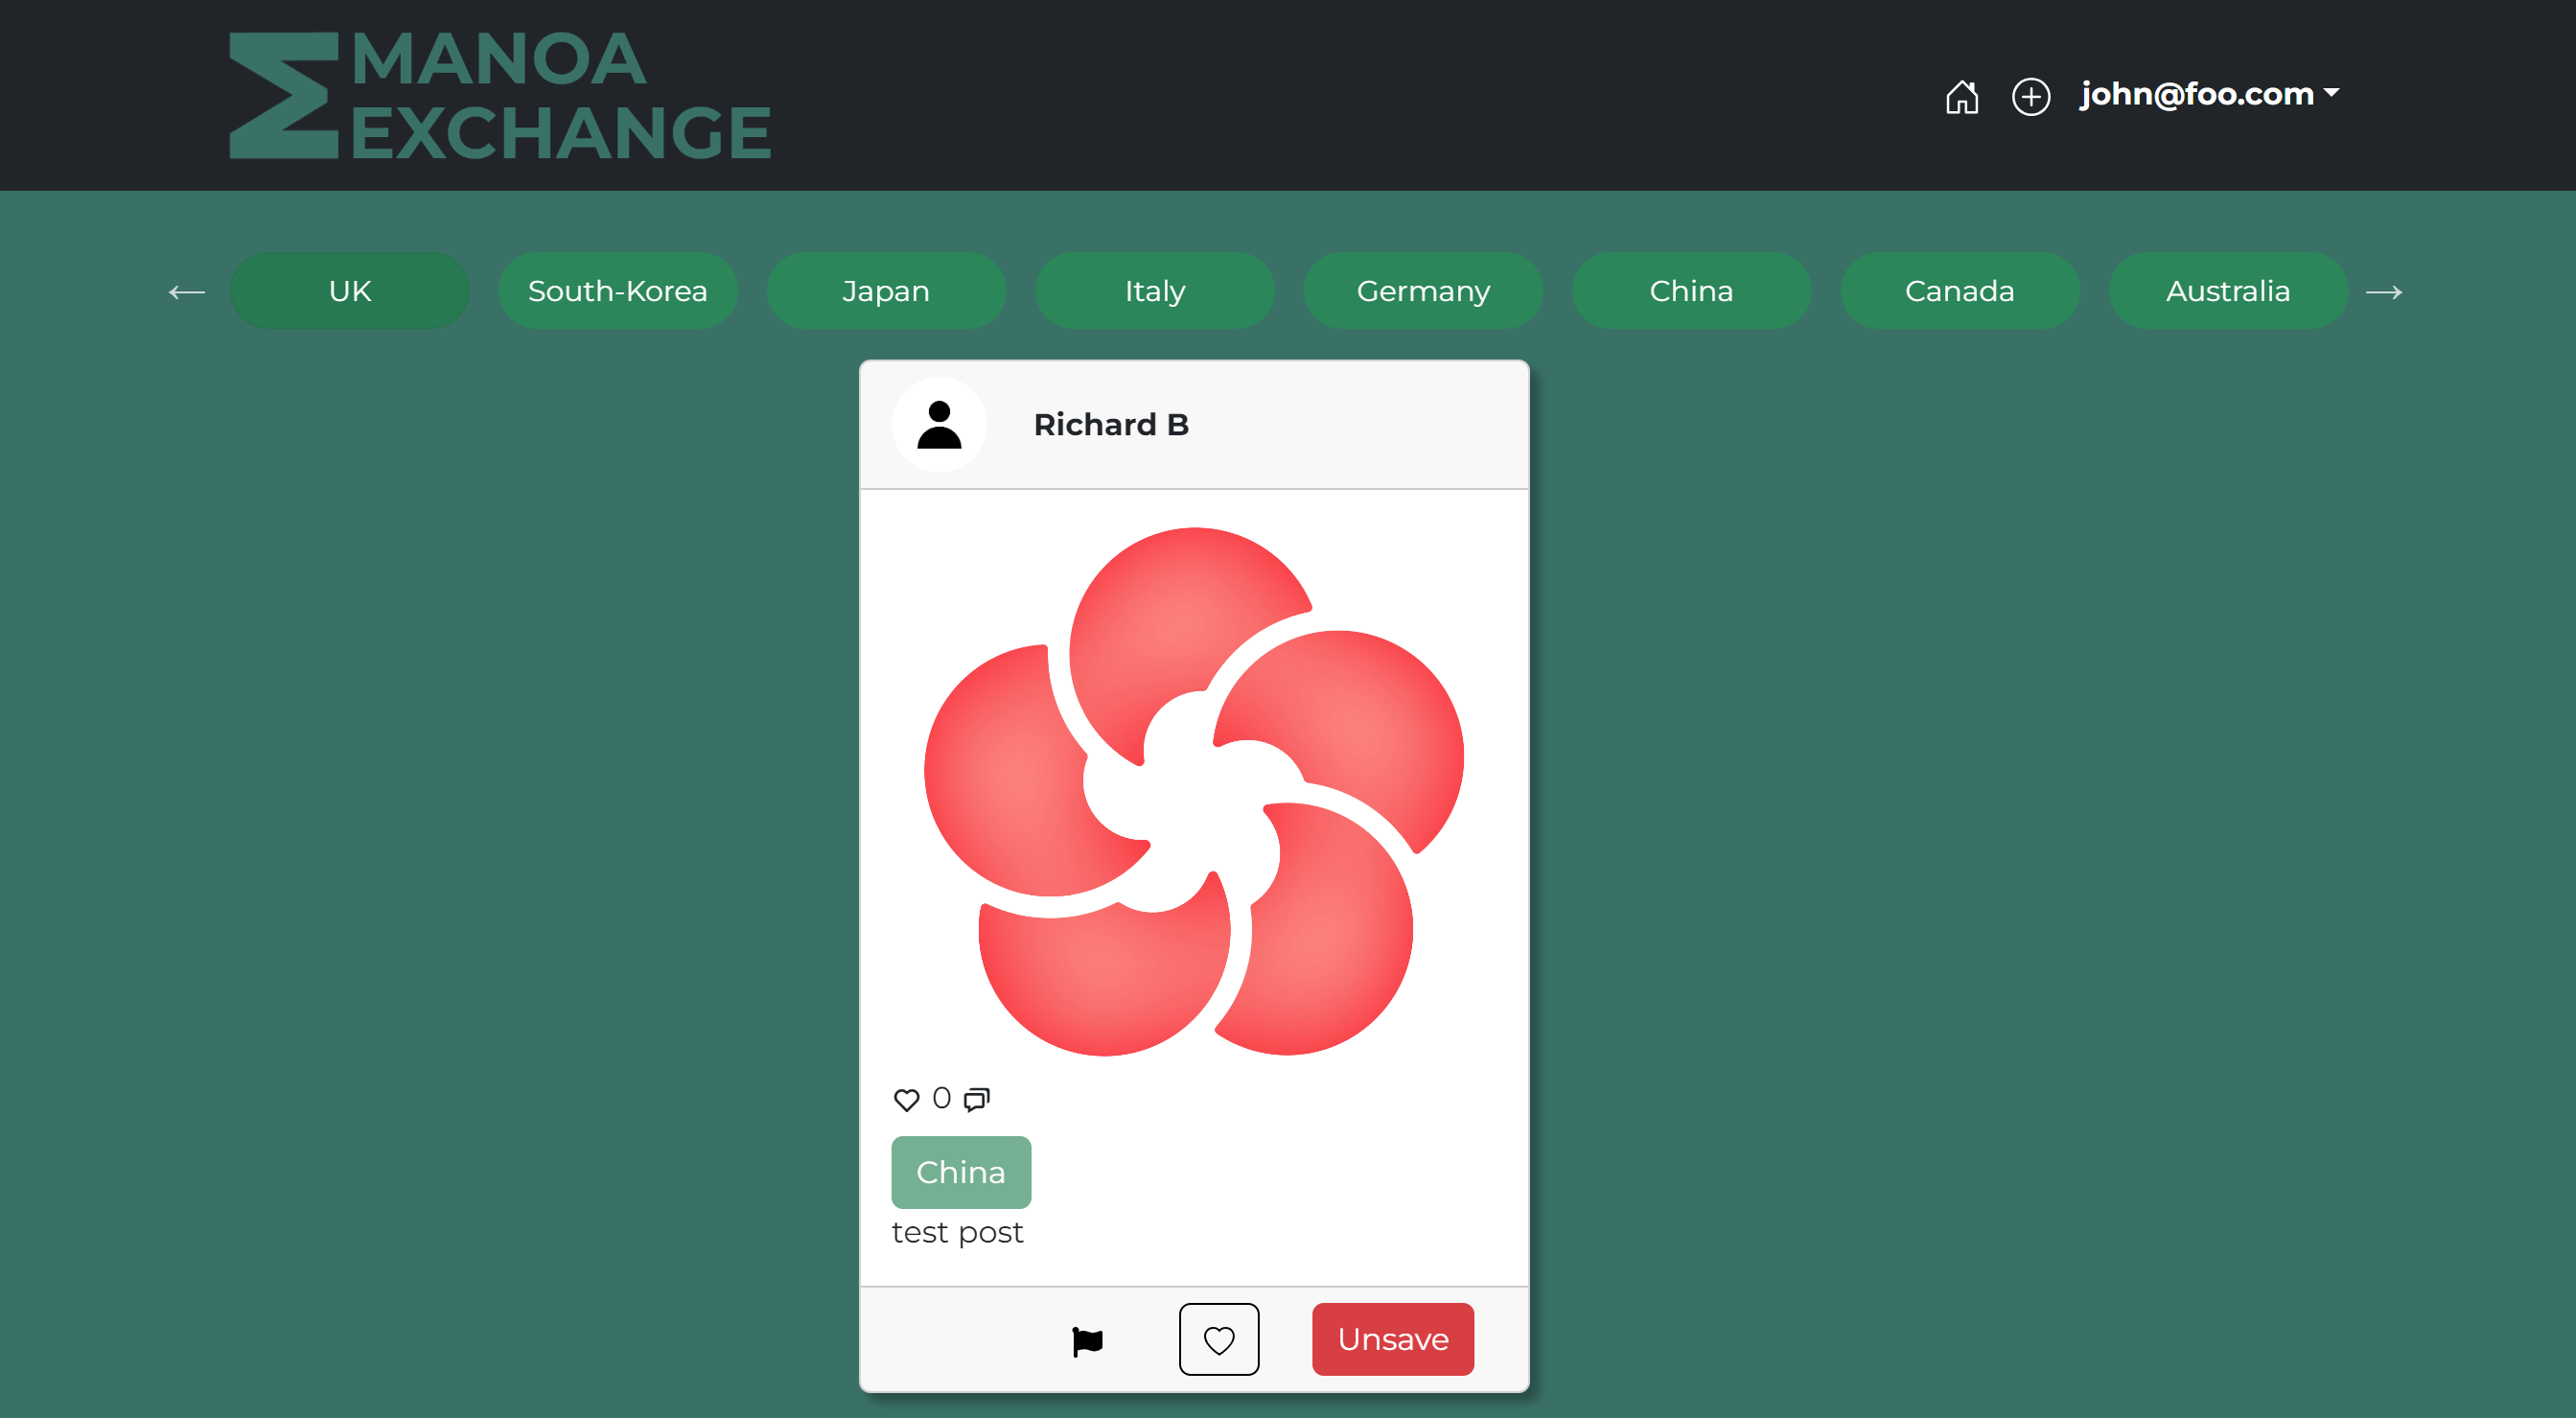 MANOA
EXCHANGE
john@foo.com
UK
South-Korea
Japan
Italy
Germany
China
Canada
Australia
Richard B
0
China
test post
Unsave